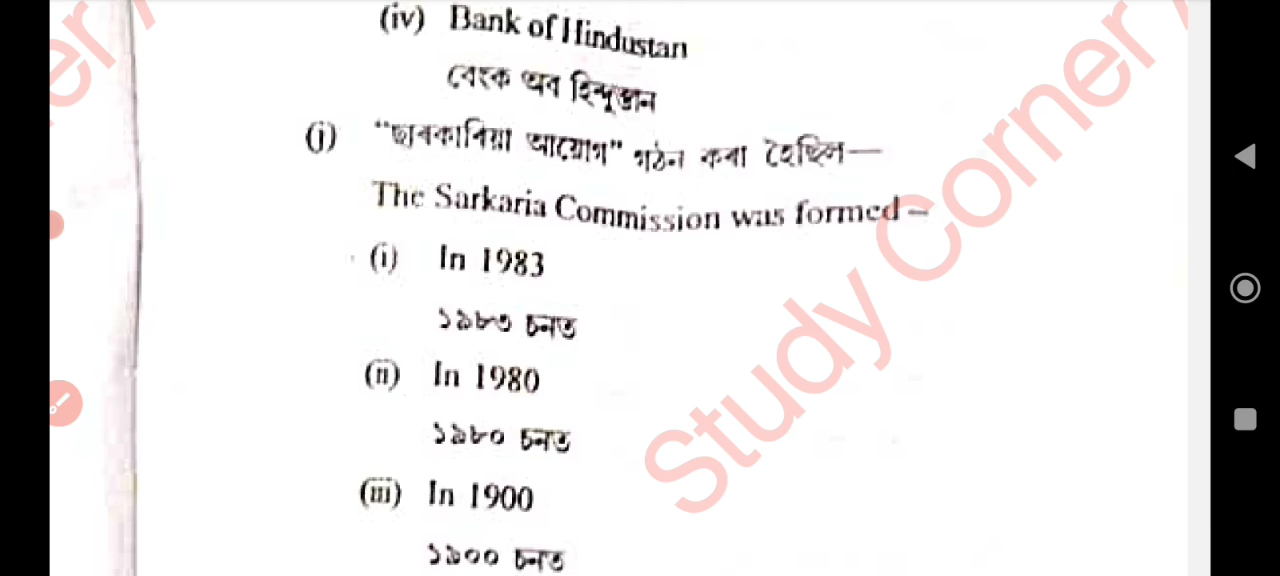 (iv) Bank of Hindustan
বেংক অব হিন্দুস্তান
(j) “ছাৰকাৰিয়া আয়োগ” গঠন কৰা হৈছিল—
The Sarkaria Commission was formed –
(i) In 1983
১৯৮৩ চনত
(ii) In 1980
১৯৮০ চনত
(iii) In 1900
১৯০০ চনত
Study Corner